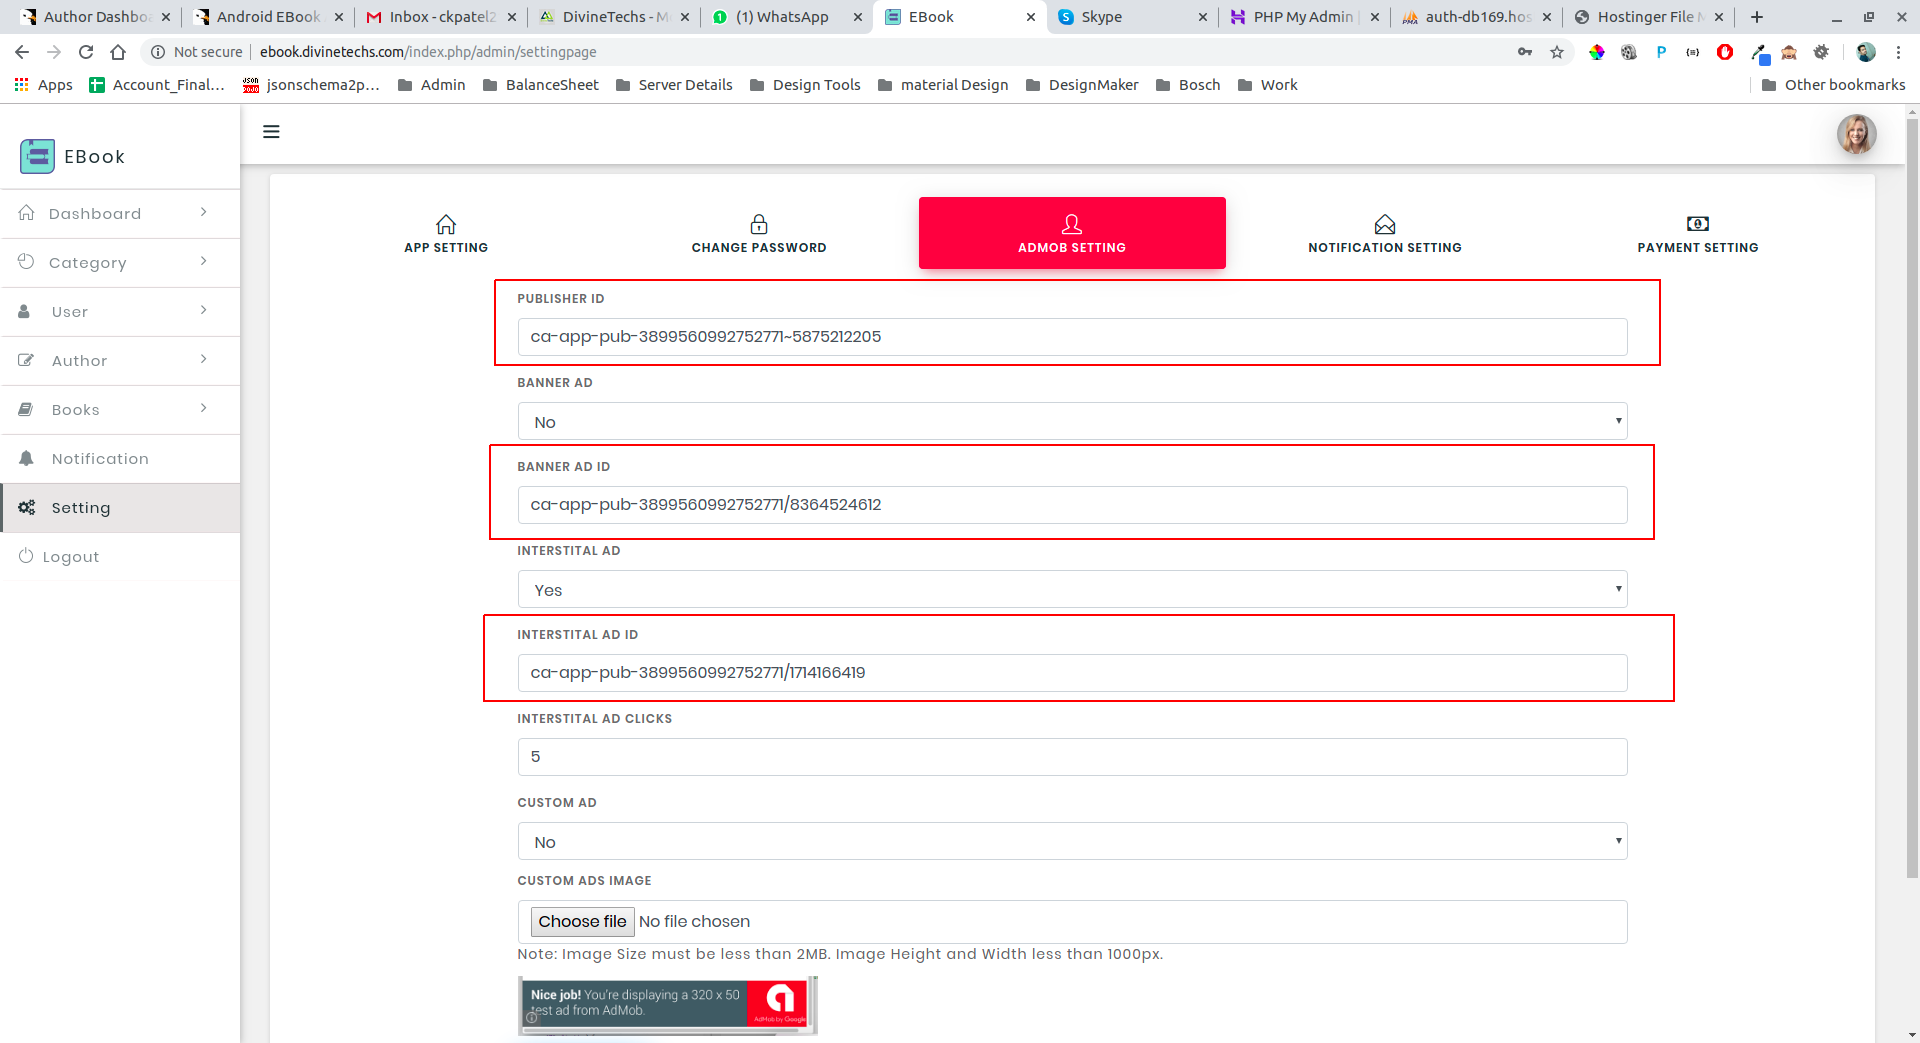 Author Dashbo
Android EBook
Inbox - ckpatel2
DivineTechs - M
(1) WhatsApp
EBook
Skype
PHP My Admin
auth-db169.hos
Hostinger File M
Not secure
ebook.divinetechs.com/index.php/admin/settingpage
Apps
Account_Final...
jsonschema2p...
Admin
BalanceSheet
Server Details
Design Tools
material Design
DesignMaker
Bosch
Work
Other bookmarks
EBook
Dashboard
Category
User
Author
Books
Notification
Setting
Logout
APP SETTING
CHANGE PASSWORD
ADMOB SETTING
NOTIFICATION SETTING
PAYMENT SETTING
PUBLISHER ID
ca-app-pub-3899560992752771~5875212205
BANNER AD
No
BANNER AD ID
ca-app-pub-3899560992752771/8364524612
INTERSTITAL AD
Yes
INTERSTITAL AD ID
ca-app-pub-3899560992752771/1714166419
INTERSTITAL AD CLICKS
5
CUSTOM AD
No
CUSTOM ADS IMAGE
Choose file No file chosen
Note: Image Size must be less than 2MB. Image Height and Width less than 1000px.
Nice job! You're displaying a 320 x 50
test ad from AdMob.
AdMob by Google